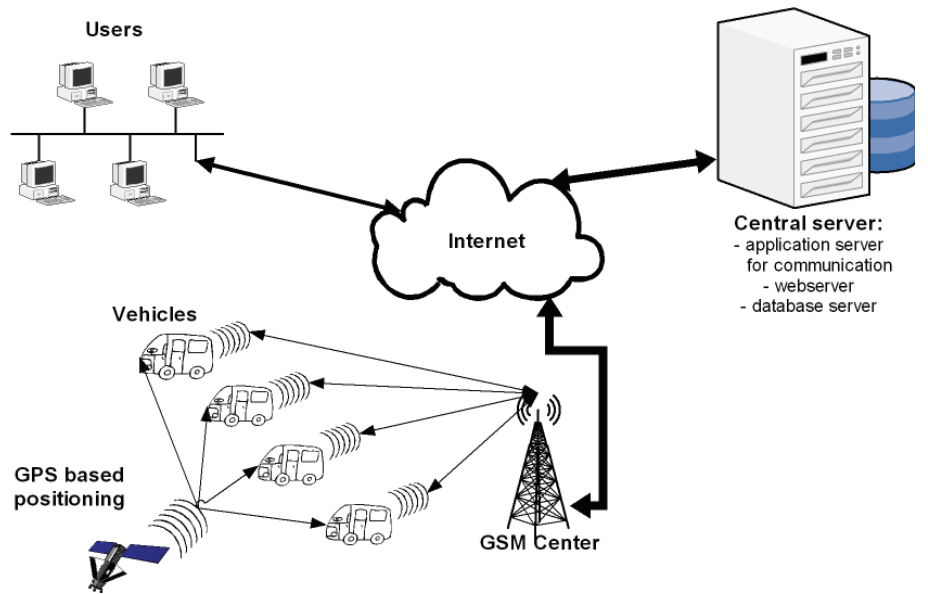 Users
Internet
Central server:
- application server
for communication
- webserver
- database server
Vehicles
GPS based
positioning
GSM Center